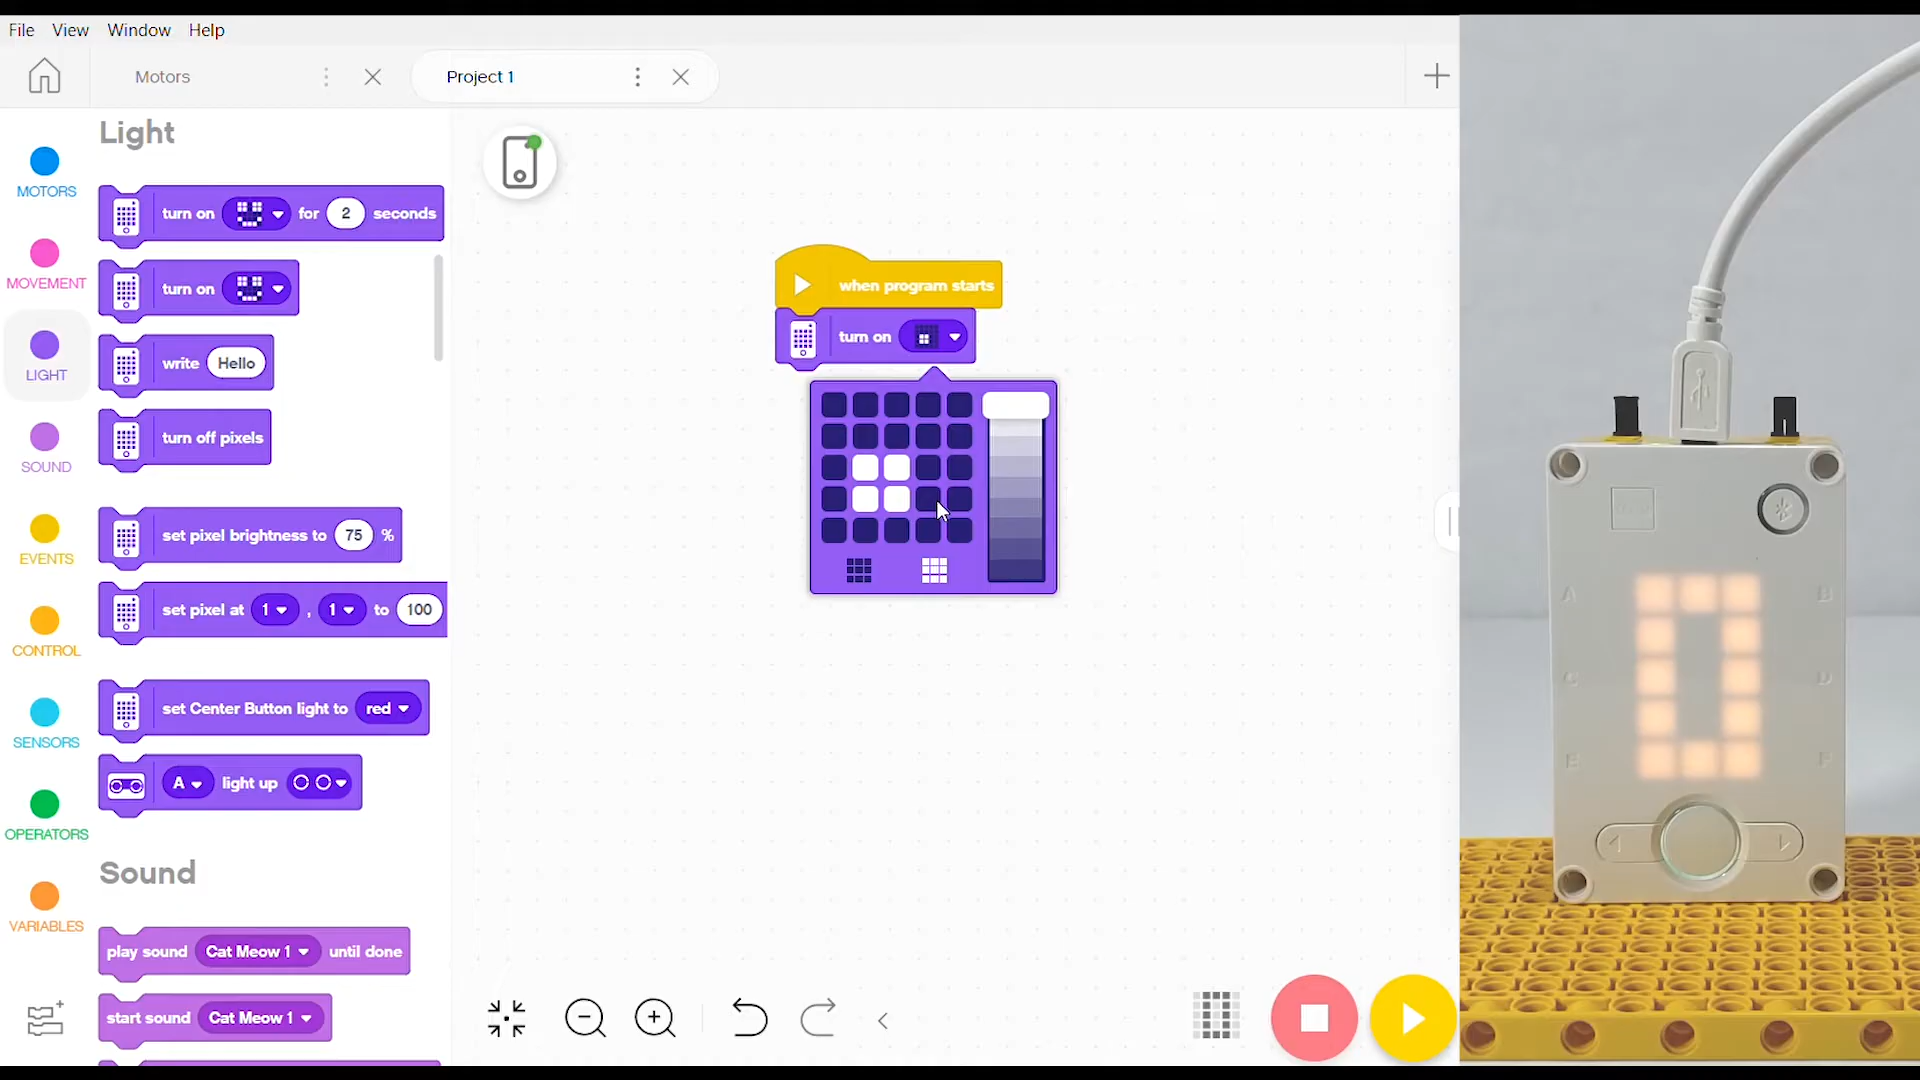 File View Window Help
Motors
Project 1
MOTORS
MOVEMENT
LIGHT
SOUND
EVENTS
CONTROL
SENSORS
OPERATORS
VARIABLES
Light
turn on for 2 seconds
turn on
write Hello
turn off pixels
set pixel brightness to 75 %
set pixel at 1 , 1 to 100
set Center Button light to red
A light up
Sound
play sound Cat Meow 1 until done
start sound Cat Meow 1
when program starts
turn on
A B
C D
E F
0